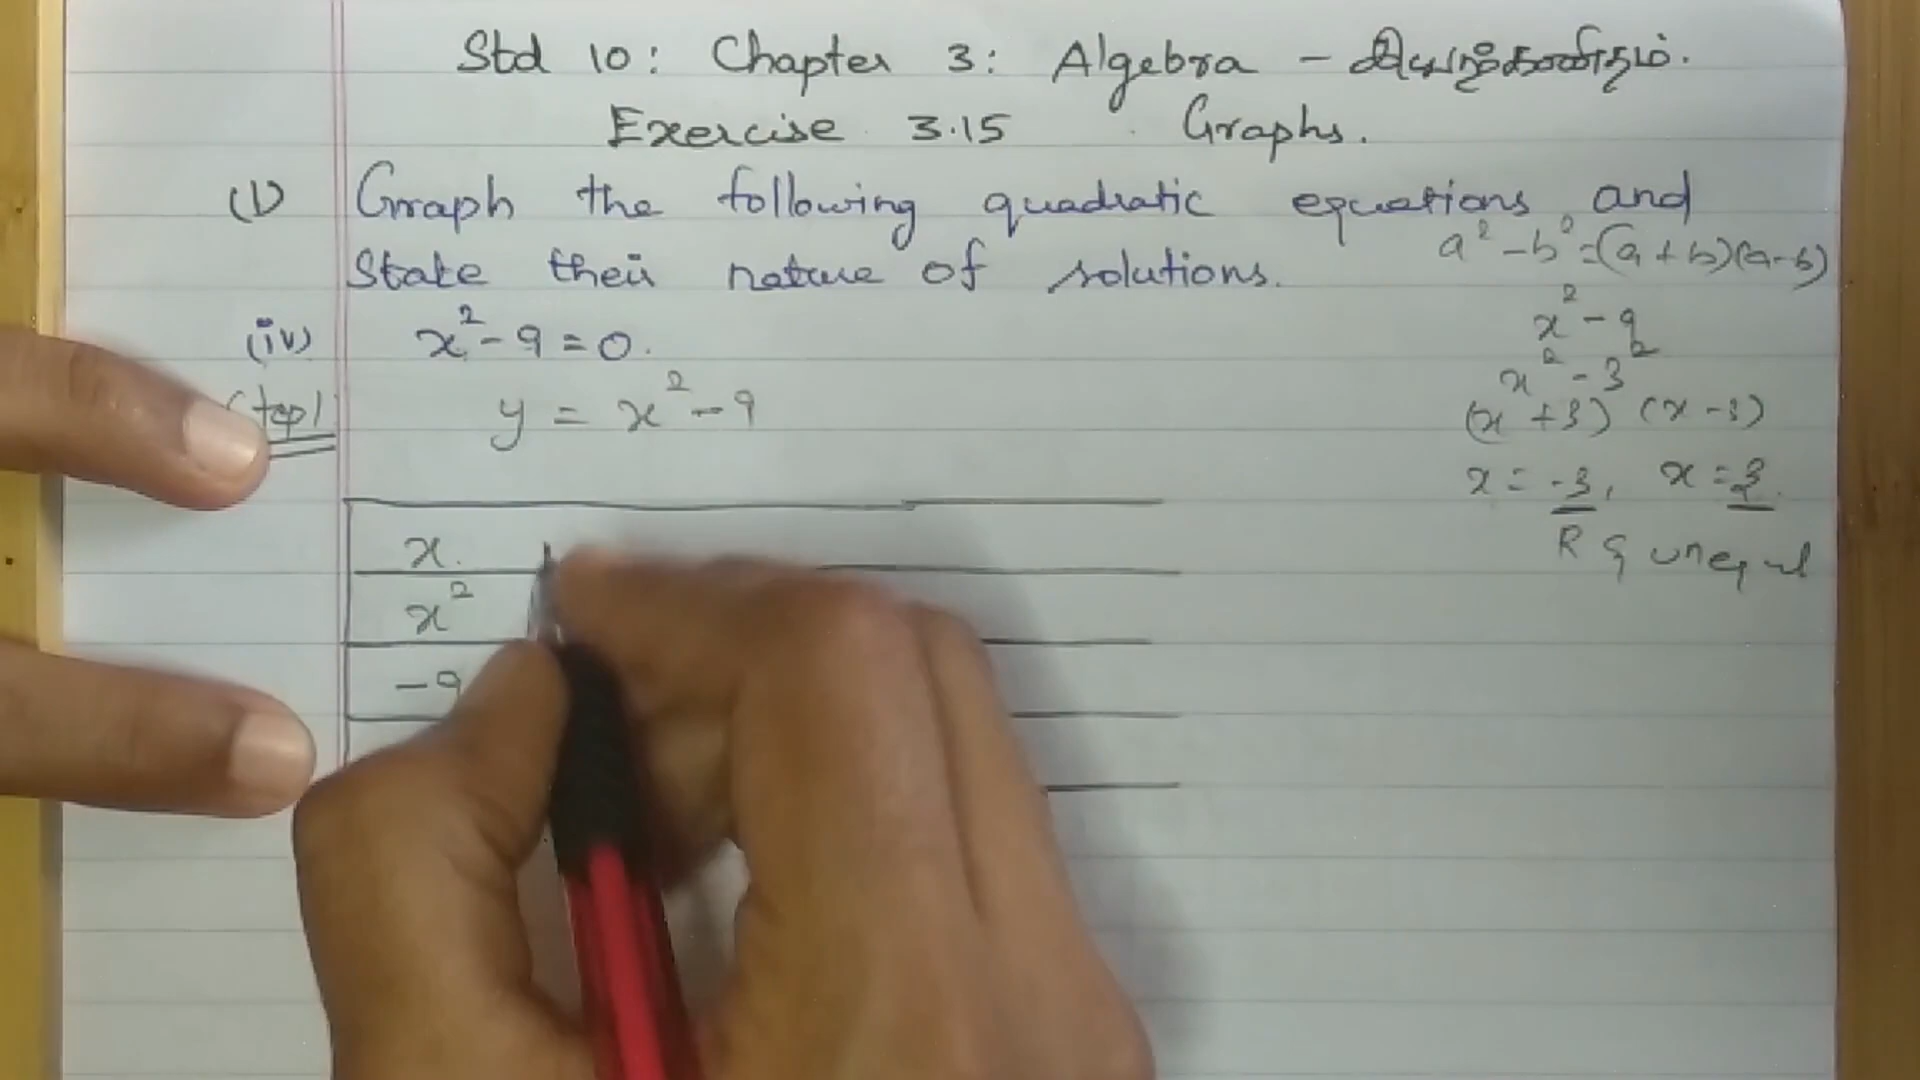 Std 10: Chapter 3: Algebra - இயற்கணிதம்.
Exercise 3.15 Graphs.
(1) Graph the following quadratic equations and
State their nature of solutions.
a² - b² = (a + b)(a - b)
(iv) x² - 9 = 0.
x² - 9
x² - 3²
Step 1 y = x² - 9
(x + 3) (x - 3)
x = -3, x = 3.
R & unequal
x.
x²
-9